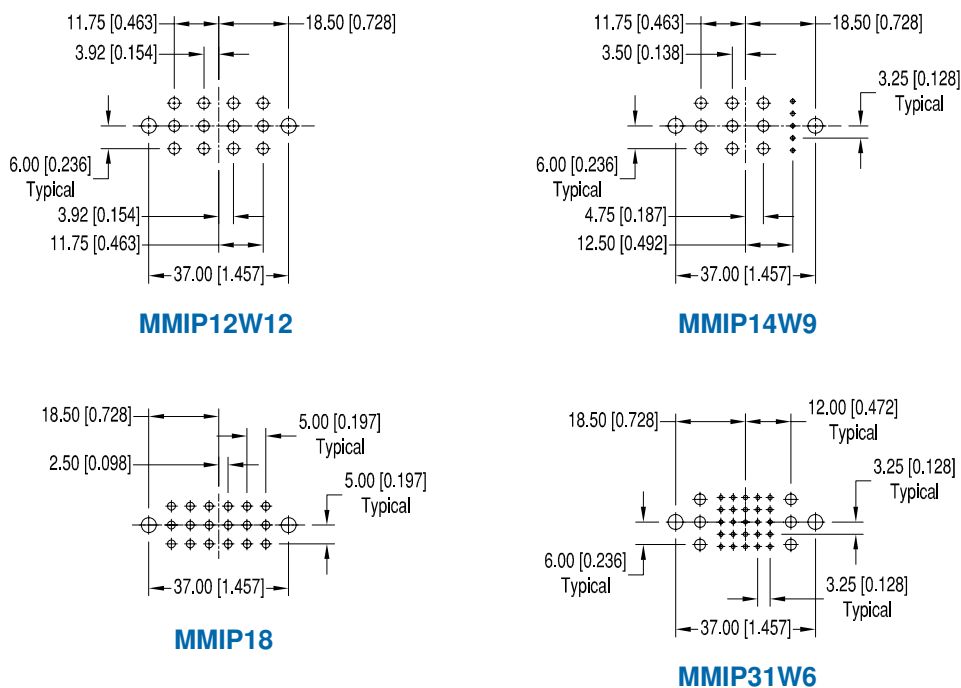 11.75 [0.463]
18.50 [0.728]
3.92 [0.154]
6.00 [0.236]
Typical
3.92 [0.154]
11.75 [0.463]
37.00 [1.457]
MMIP12W12
11.75 [0.463]
18.50 [0.728]
3.50 [0.138]
3.25 [0.128]
Typical
6.00 [0.236]
Typical
4.75 [0.187]
12.50 [0.492]
37.00 [1.457]
MMIP14W9
18.50 [0.728]
5.00 [0.197]
Typical
2.50 [0.098]
5.00 [0.197]
Typical
37.00 [1.457]
MMIP18
18.50 [0.728]
12.00 [0.472]
Typical
3.25 [0.128]
Typical
6.00 [0.236]
Typical
3.25 [0.128]
Typical
37.00 [1.457]
MMIP31W6